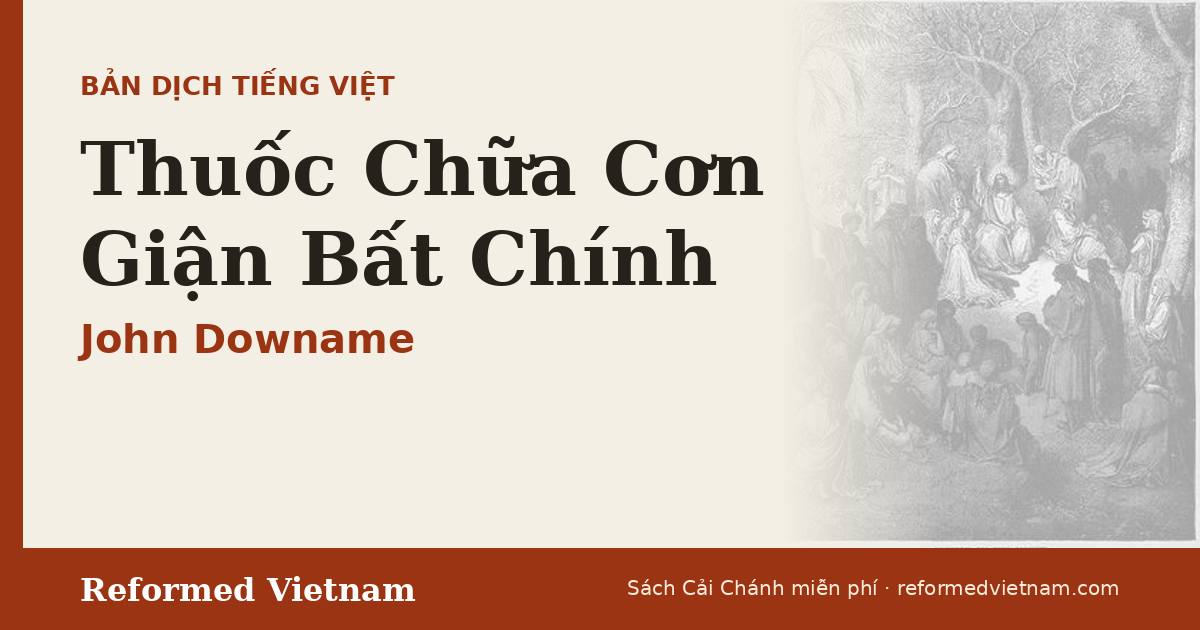 BẢN DỊCH TIẾNG VIỆT
Thuốc Chữa Cơn
Giận Bất Chính
John Downame
Reformed Vietnam
Sách Cải Chánh miễn phí · reformedvietnam.com